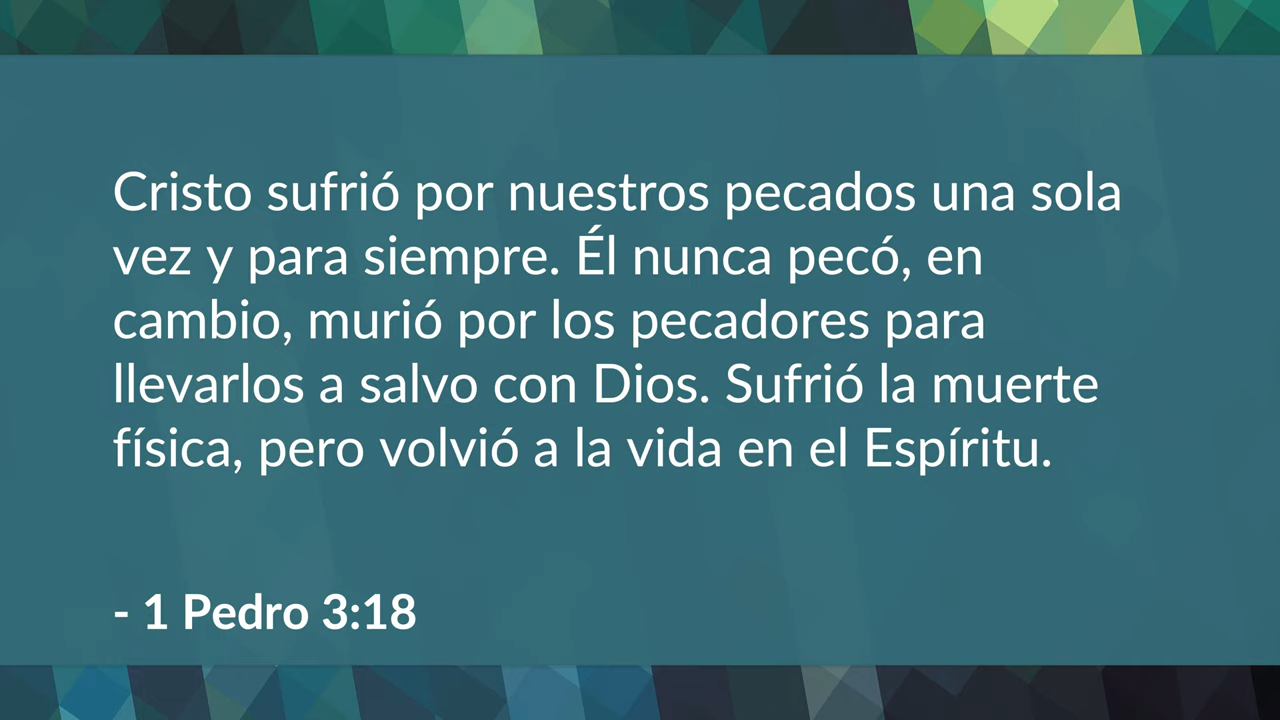 Cristo sufrió por nuestros pecados una sola
vez y para siempre. Él nunca pecó, en
cambio, murió por los pecadores para
llevarlos a salvo con Dios. Sufrió la muerte
física, pero volvió a la vida en el Espíritu.
- 1 Pedro 3:18